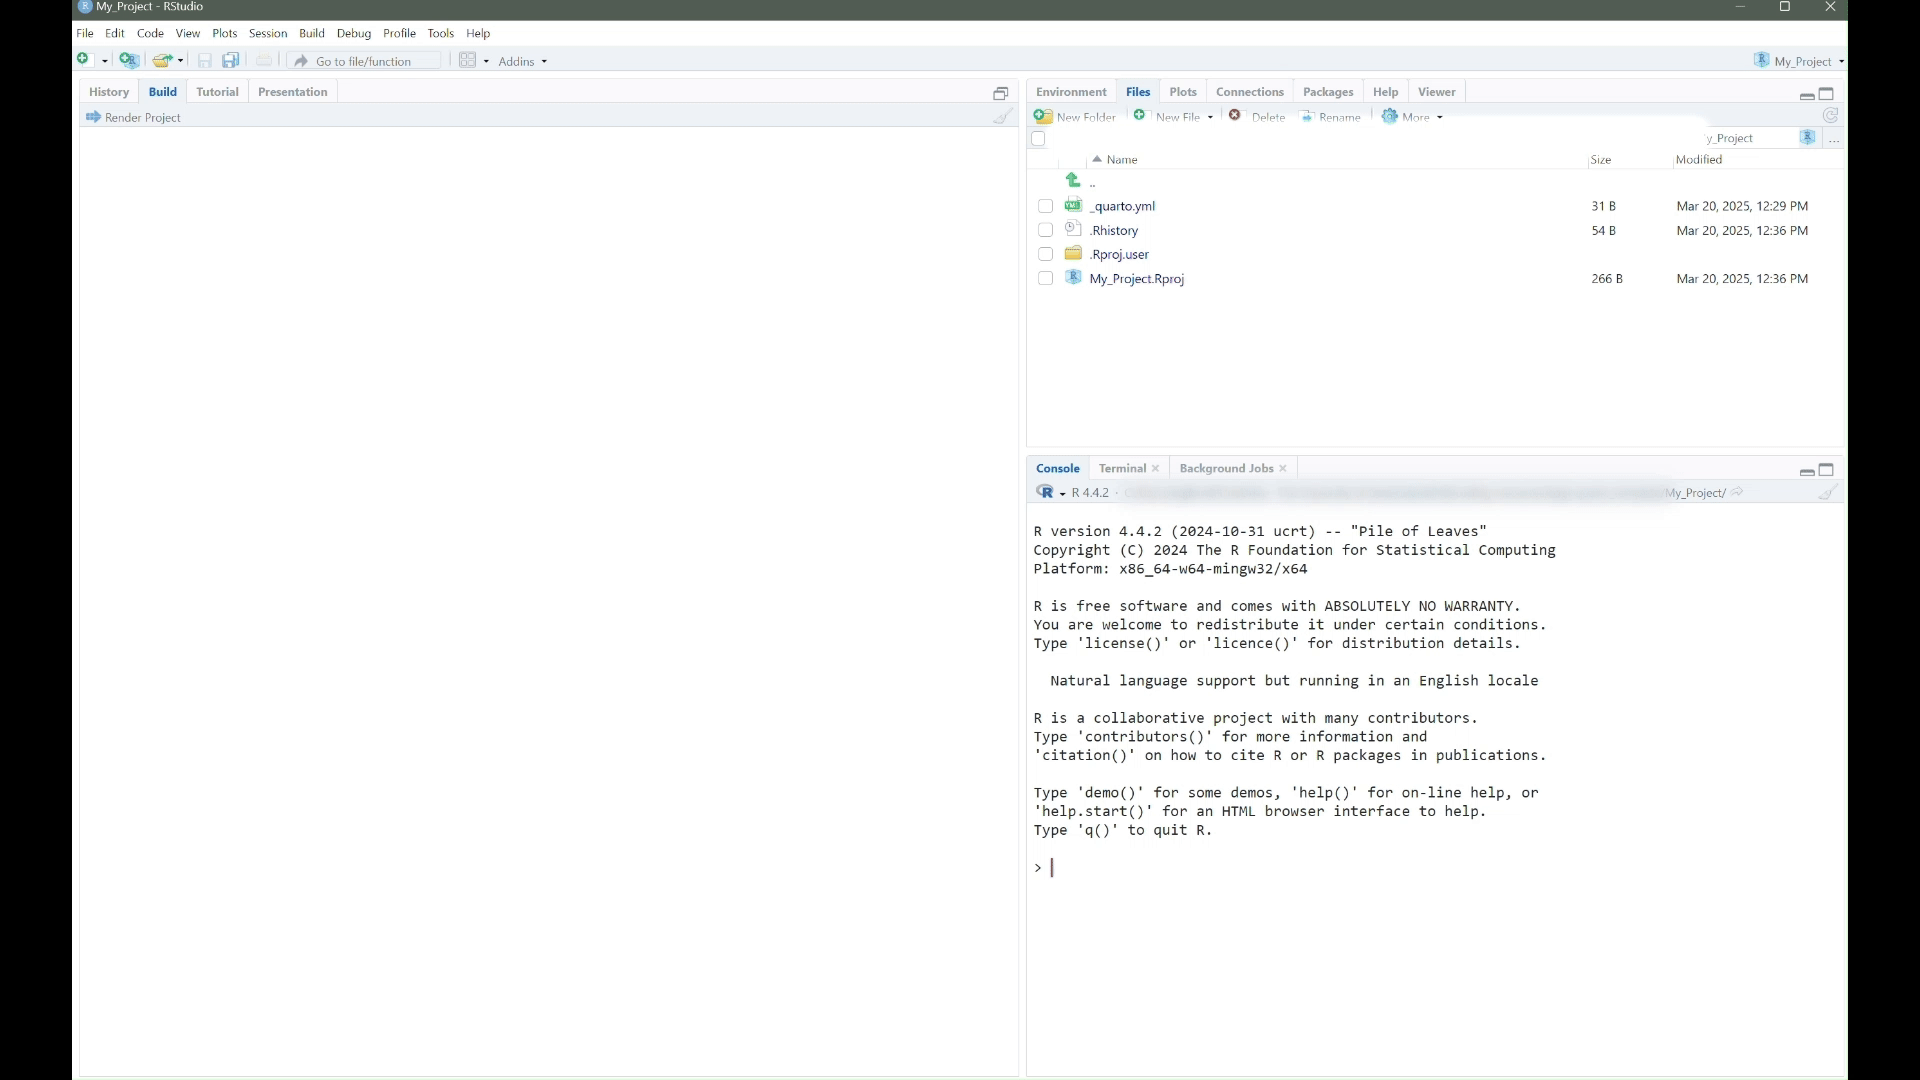 My_Project - RStudio
File Edit Code View Plots Session Build Debug Profile Tools Help
Go to file/function Addins My_Project
History Build Tutorial Presentation
Render Project
Environment Files Plots Connections Packages Help Viewer
New Folder New File Delete Rename More
y_Project ...
Name Size Modified
..
_quarto.yml 31 B Mar 20, 2025, 12:29 PM
.Rhistory 54 B Mar 20, 2025, 12:36 PM
.Rproj.user
My_Project.Rproj 266 B Mar 20, 2025, 12:36 PM
Console Terminal Background Jobs
R 4.4.2 · /My_Project/
R version 4.4.2 (2024-10-31 ucrt) -- "Pile of Leaves"
Copyright (C) 2024 The R Foundation for Statistical Computing
Platform: x86_64-w64-mingw32/x64
R is free software and comes with ABSOLUTELY NO WARRANTY.
You are welcome to redistribute it under certain conditions.
Type 'license()' or 'licence()' for distribution details.
Natural language support but running in an English locale
R is a collaborative project with many contributors.
Type 'contributors()' for more information and
'citation()' on how to cite R or R packages in publications.
Type 'demo()' for some demos, 'help()' for on-line help, or
'help.start()' for an HTML browser interface to help.
Type 'q()' to quit R.
>